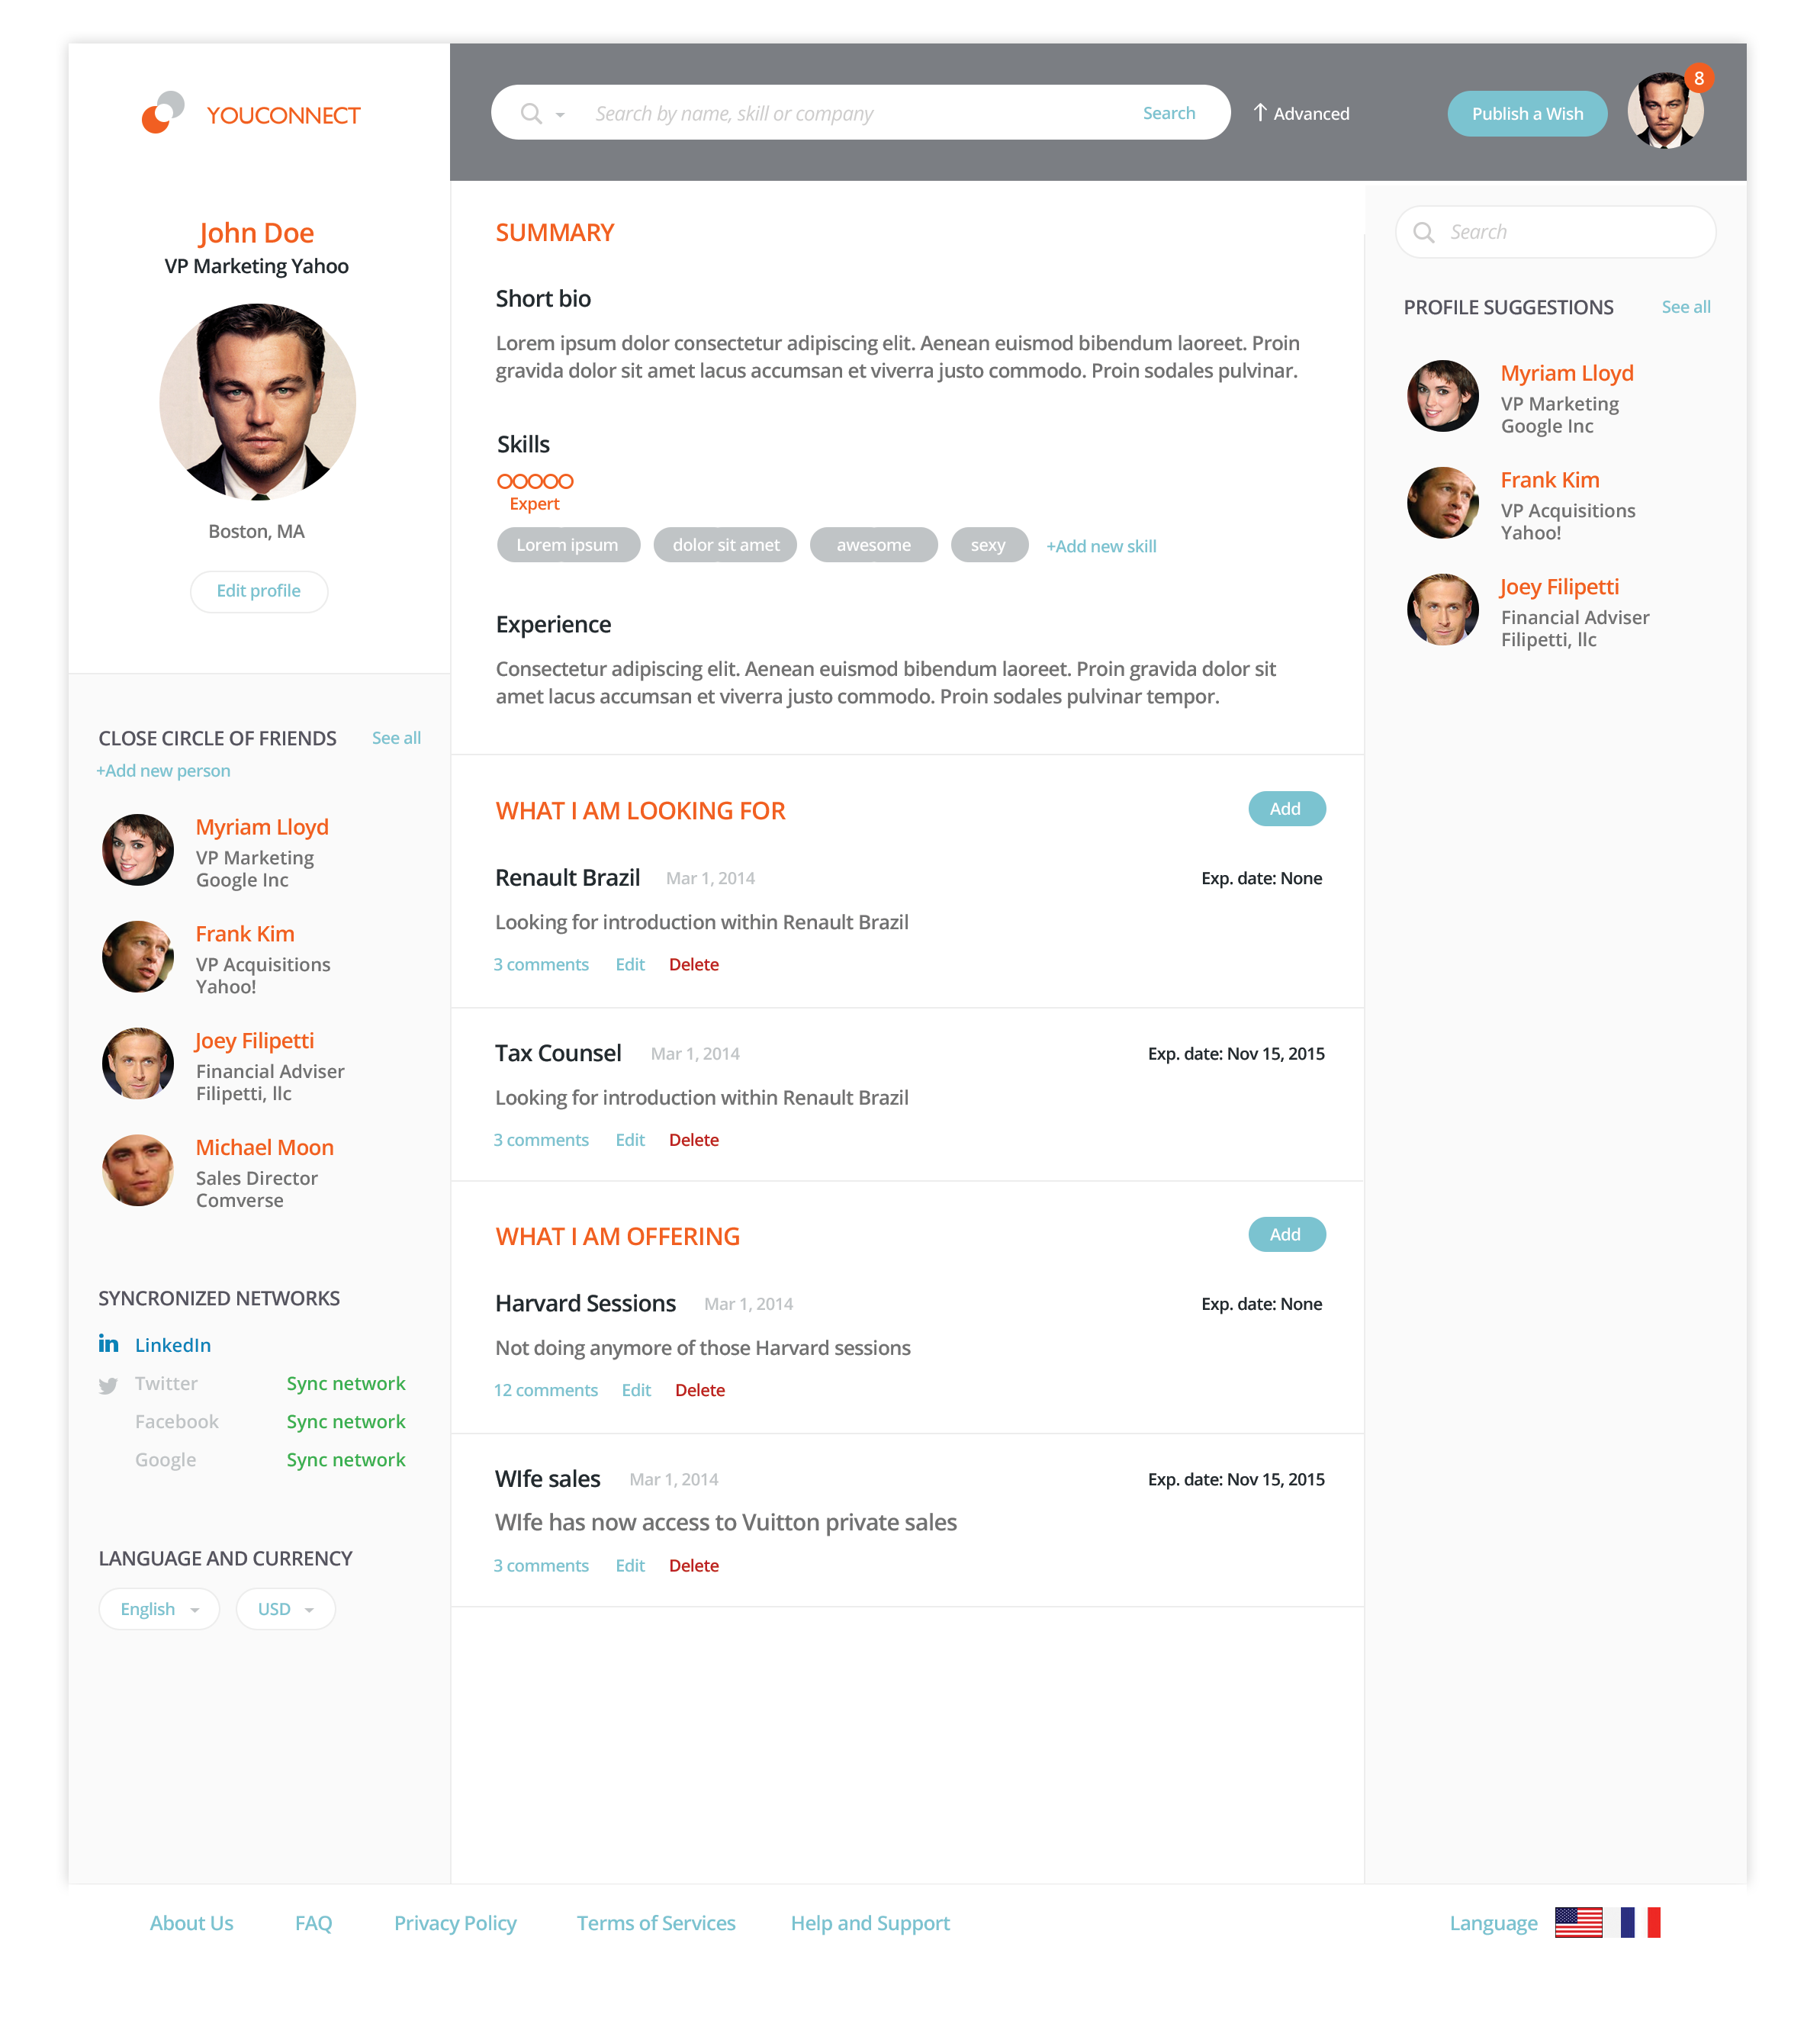 YOUCONNECT
Search by name, skill or company
Search
Advanced
Publish a Wish
8
John Doe
VP Marketing Yahoo
Boston, MA
Edit profile
CLOSE CIRCLE OF FRIENDS See all
+Add new person
Myriam Lloyd
VP Marketing
Google Inc
Frank Kim
VP Acquisitions
Yahoo!
Joey Filipetti
Financial Adviser
Filipetti, llc
Michael Moon
Sales Director
Comverse
SYNCRONIZED NETWORKS
in LinkedIn
Twitter Sync network
Facebook Sync network
Google Sync network
LANGUAGE AND CURRENCY
English USD
SUMMARY
Short bio
Lorem ipsum dolor consectetur adipiscing elit. Aenean euismod bibendum laoreet. Proin
gravida dolor sit amet lacus accumsan et viverra justo commodo. Proin sodales pulvinar.
Skills
Expert
Lorem ipsum dolor sit amet awesome sexy +Add new skill
Experience
Consectetur adipiscing elit. Aenean euismod bibendum laoreet. Proin gravida dolor sit
amet lacus accumsan et viverra justo commodo. Proin sodales pulvinar tempor.
WHAT I AM LOOKING FOR Add
Renault Brazil Mar 1, 2014 Exp. date: None
Looking for introduction within Renault Brazil
3 comments Edit Delete
Tax Counsel Mar 1, 2014 Exp. date: Nov 15, 2015
Looking for introduction within Renault Brazil
3 comments Edit Delete
WHAT I AM OFFERING Add
Harvard Sessions Mar 1, 2014 Exp. date: None
Not doing anymore of those Harvard sessions
12 comments Edit Delete
WIfe sales Mar 1, 2014 Exp. date: Nov 15, 2015
WIfe has now access to Vuitton private sales
3 comments Edit Delete
Search
PROFILE SUGGESTIONS See all
Myriam Lloyd
VP Marketing
Google Inc
Frank Kim
VP Acquisitions
Yahoo!
Joey Filipetti
Financial Adviser
Filipetti, llc
About Us FAQ Privacy Policy Terms of Services Help and Support Language